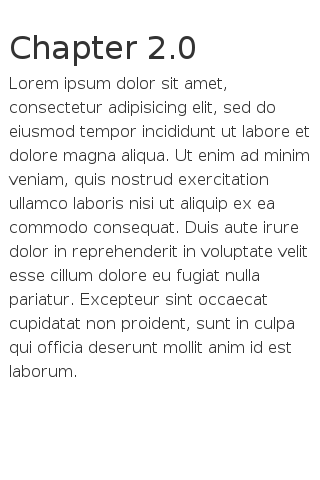 Chapter 2.0
Lorem ipsum dolor sit amet,
consectetur adipisicing elit, sed do
eiusmod tempor incididunt ut labore et
dolore magna aliqua. Ut enim ad minim
veniam, quis nostrud exercitation
ullamco laboris nisi ut aliquip ex ea
commodo consequat. Duis aute irure
dolor in reprehenderit in voluptate velit
esse cillum dolore eu fugiat nulla
pariatur. Excepteur sint occaecat
cupidatat non proident, sunt in culpa
qui officia deserunt mollit anim id est
laborum.